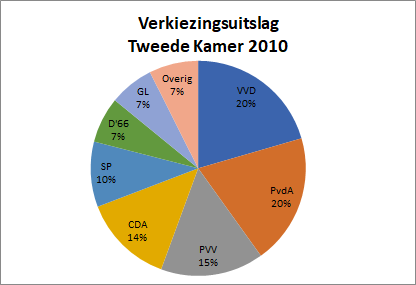 Verkiezingsuitslag
Tweede Kamer 2010
VVD
20%
PvdA
20%
PVV
15%
CDA
14%
SP
10%
D'66
7%
GL
7%
Overig
7%